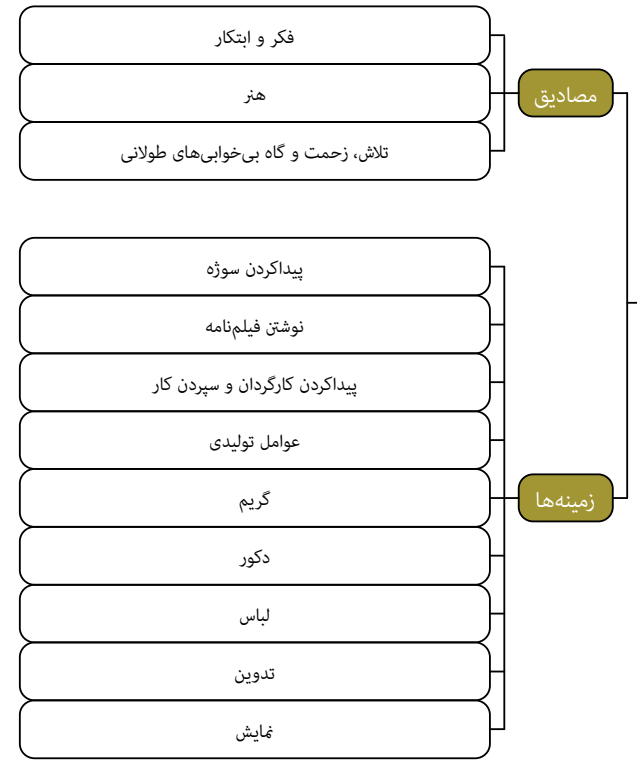 مصادیق
فکر و ابتکار
هنر
تلاش، زحمت و گاه بی‌خوابی‌های طولانی
زمینه‌ها
پیداکردن سوژه
نوشتن فیلم‌نامه
پیداکردن کارگردان و سپردن کار
عوامل تولیدی
گریم
دکور
لباس
تدوین
نمایش